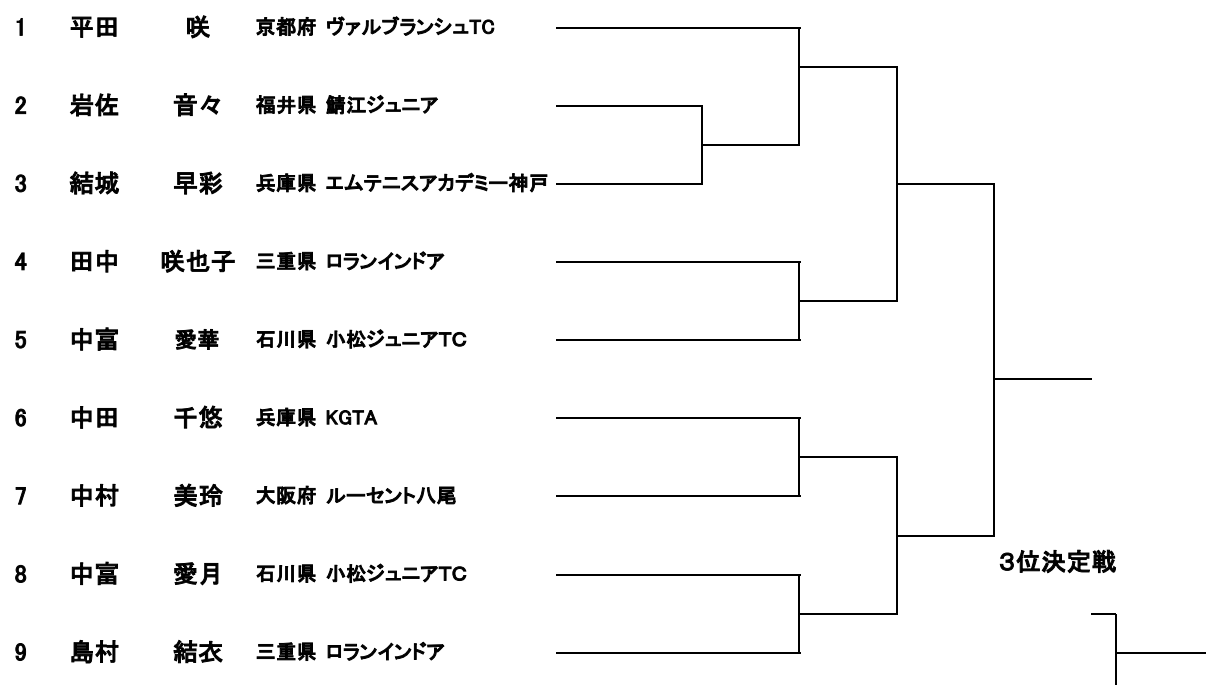 1 平田 咲 京都府 ヴァルブランシュTC
2 岩佐 音々 福井県 鯖江ジュニア
3 結城 早彩 兵庫県 エムテニスアカデミー神戸
4 田中 咲也子 三重県 ロランインドア
5 中富 愛華 石川県 小松ジュニアTC
6 中田 千悠 兵庫県 KGTA
7 中村 美玲 大阪府 ルーセント八尾
3位決定戦
8 中富 愛月 石川県 小松ジュニアTC
9 島村 結衣 三重県 ロランインドア